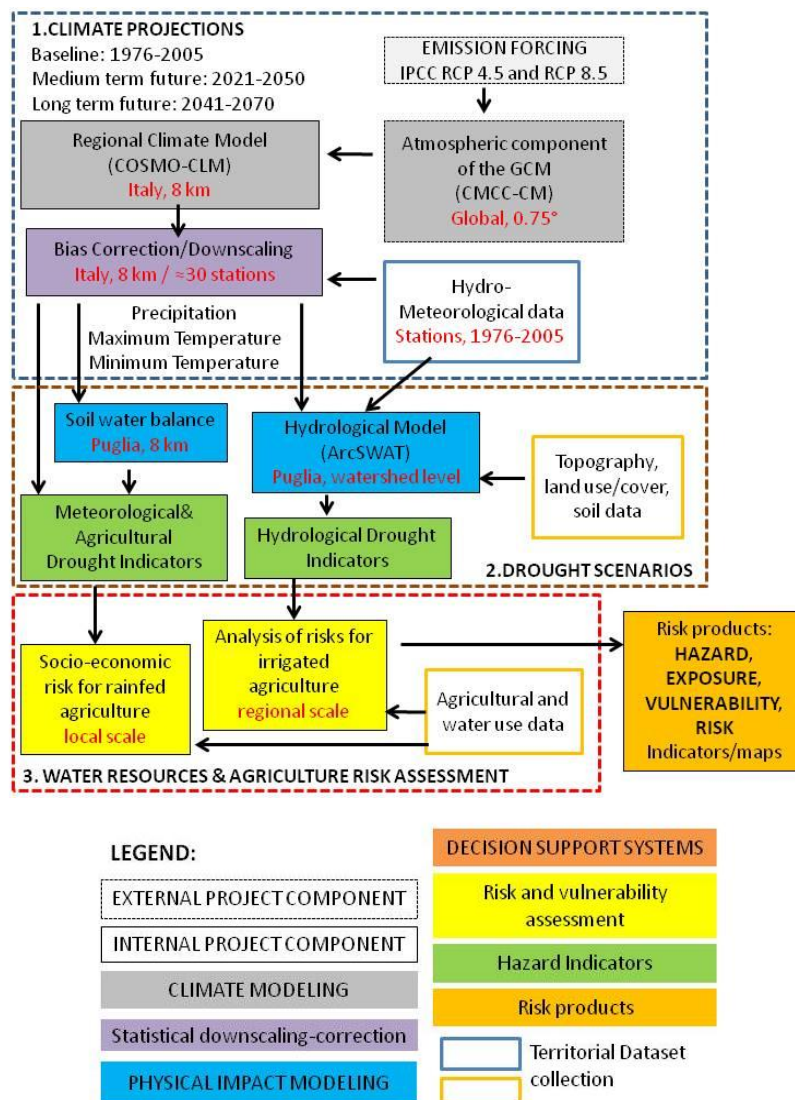 1.CLIMATE PROJECTIONS
Baseline: 1976-2005
Medium term future: 2021-2050
Long term future: 2041-2070
EMISSION FORCING
IPCC RCP 4.5 and RCP 8.5
Regional Climate Model
(COSMO-CLM)
Italy, 8 km
Atmospheric component
of the GCM
(CMCC-CM)
Global, 0.75°
Bias Correction/Downscaling
Italy, 8 km / ≈30 stations
Hydro-
Meteorological data
Stations, 1976-2005
Precipitation
Maximum Temperature
Minimum Temperature
Soil water balance
Puglia, 8 km
Hydrological Model
(ArcSWAT)
Puglia, watershed level
Topography,
land use/cover,
soil data
Meteorological&
Agricultural
Drought Indicators
Hydrological Drought
Indicators
2.DROUGHT SCENARIOS
Socio-economic
risk for rainfed
agriculture
local scale
Analysis of risks for
irrigated
agriculture
regional scale
Agricultural and
water use data
Risk products:
HAZARD,
EXPOSURE,
VULNERABILITY,
RISK
Indicators/maps
3. WATER RESOURCES & AGRICULTURE RISK ASSESSMENT
LEGEND:
EXTERNAL PROJECT COMPONENT
INTERNAL PROJECT COMPONENT
CLIMATE MODELING
Statistical downscaling-correction
PHYSICAL IMPACT MODELING
DECISION SUPPORT SYSTEMS
Risk and vulnerability
assessment
Hazard Indicators
Risk products
Territorial Dataset
collection